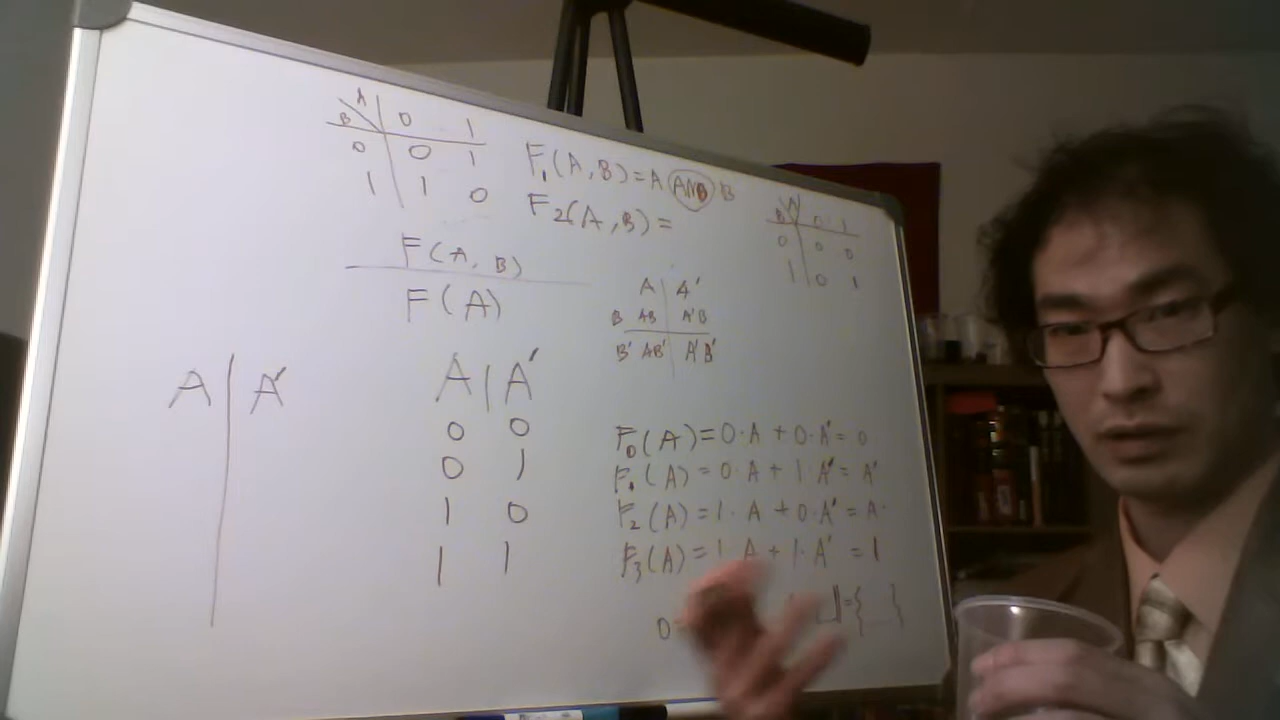 A
B 0 1
0 0 1
1 1 0
F₁(A,B)=A AND B
F₂(A,B)=
A
B 0 1
0 0 0
1 0 1
F(A, B)
F(A)
A A'
B AB A'B
B' AB' A'B'
A A'
A A'
0 0
0 1
1 0
1 1
F₀(A)=0·A+0·A'=0
F₁(A)=0·A+1·A'=A'
F₂(A)=1·A+0·A'=A·
F₃(A)=1·A+1·A'=1
0